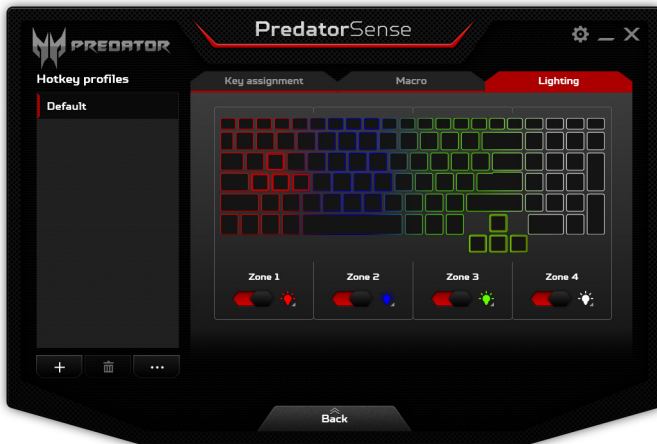 PREDATOR
PredatorSense
Hotkey profiles
Default
Key assignment
Macro
Lighting
Zone 1
Zone 2
Zone 3
Zone 4
Back